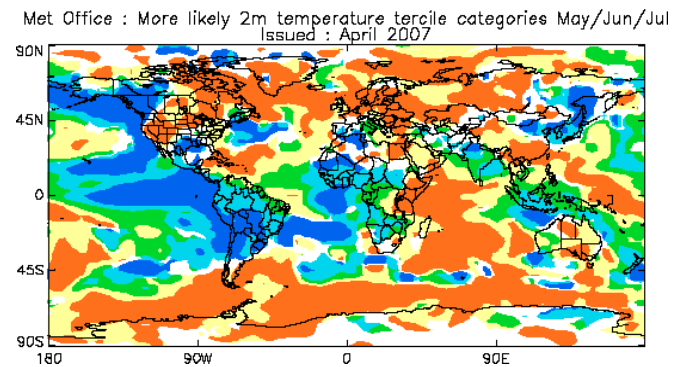 Met Office : More likely 2m temperature tercile categories May/Jun/Jul
Issued : April 2007
90N
45N
0
45S
90S
180 90W 0 90E